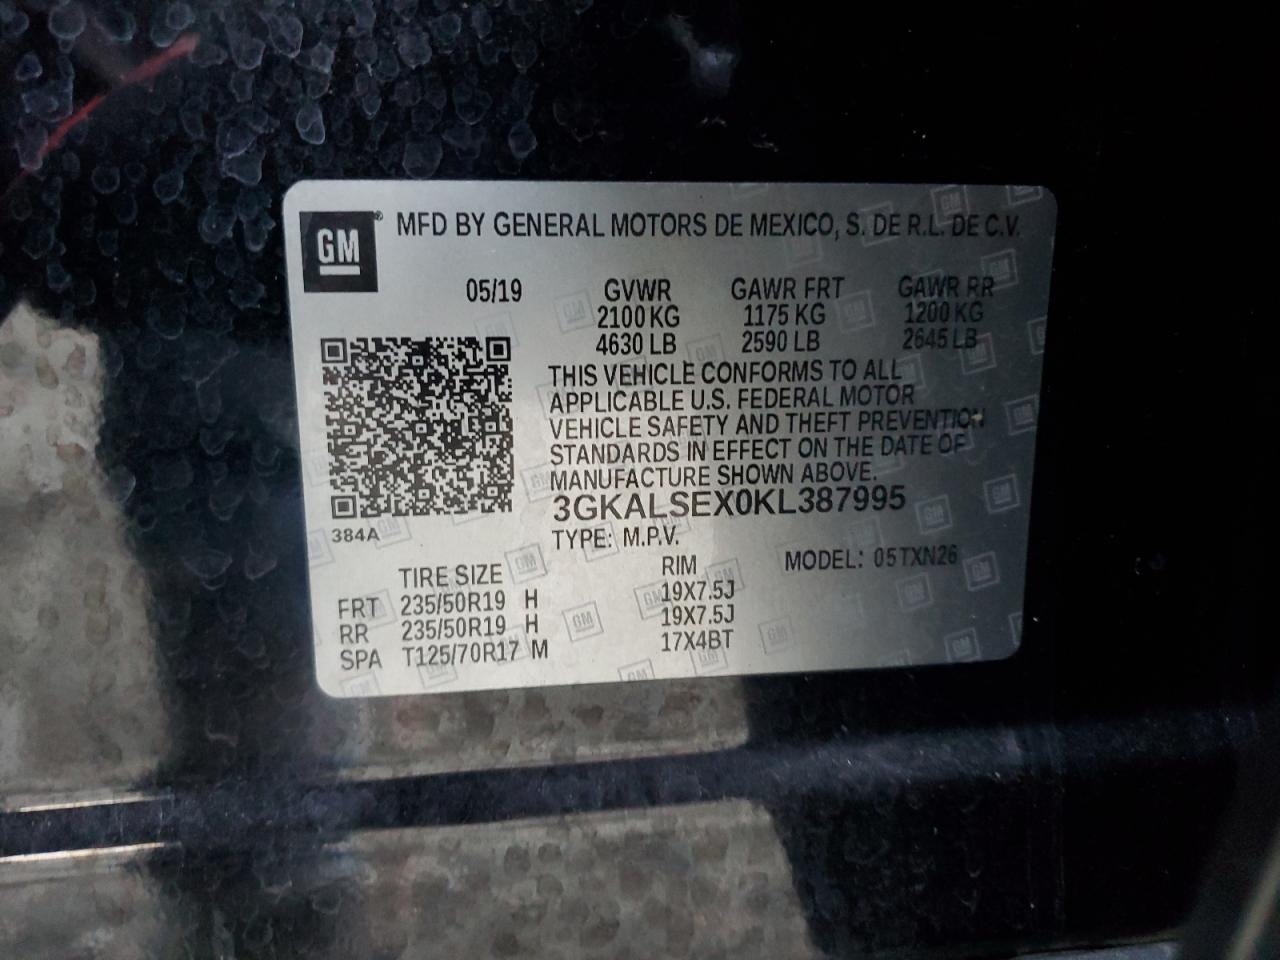 GM ® MFD BY GENERAL MOTORS DE MEXICO, S. DE R.L. DE C.V.
05/19 GVWR GAWR FRT GAWR RR
2100 KG 1175 KG 1200 KG
4630 LB 2590 LB 2645 LB
THIS VEHICLE CONFORMS TO ALL
APPLICABLE U.S. FEDERAL MOTOR
VEHICLE SAFETY AND THEFT PREVENTION
STANDARDS IN EFFECT ON THE DATE OF
MANUFACTURE SHOWN ABOVE.
3GKALSEX0KL387995
384A
TYPE: M.P.V.
MODEL: 05TXN26
TIRE SIZE RIM
FRT 235/50R19 H 19X7.5J
RR 235/50R19 H 19X7.5J
SPA T125/70R17 M 17X4BT